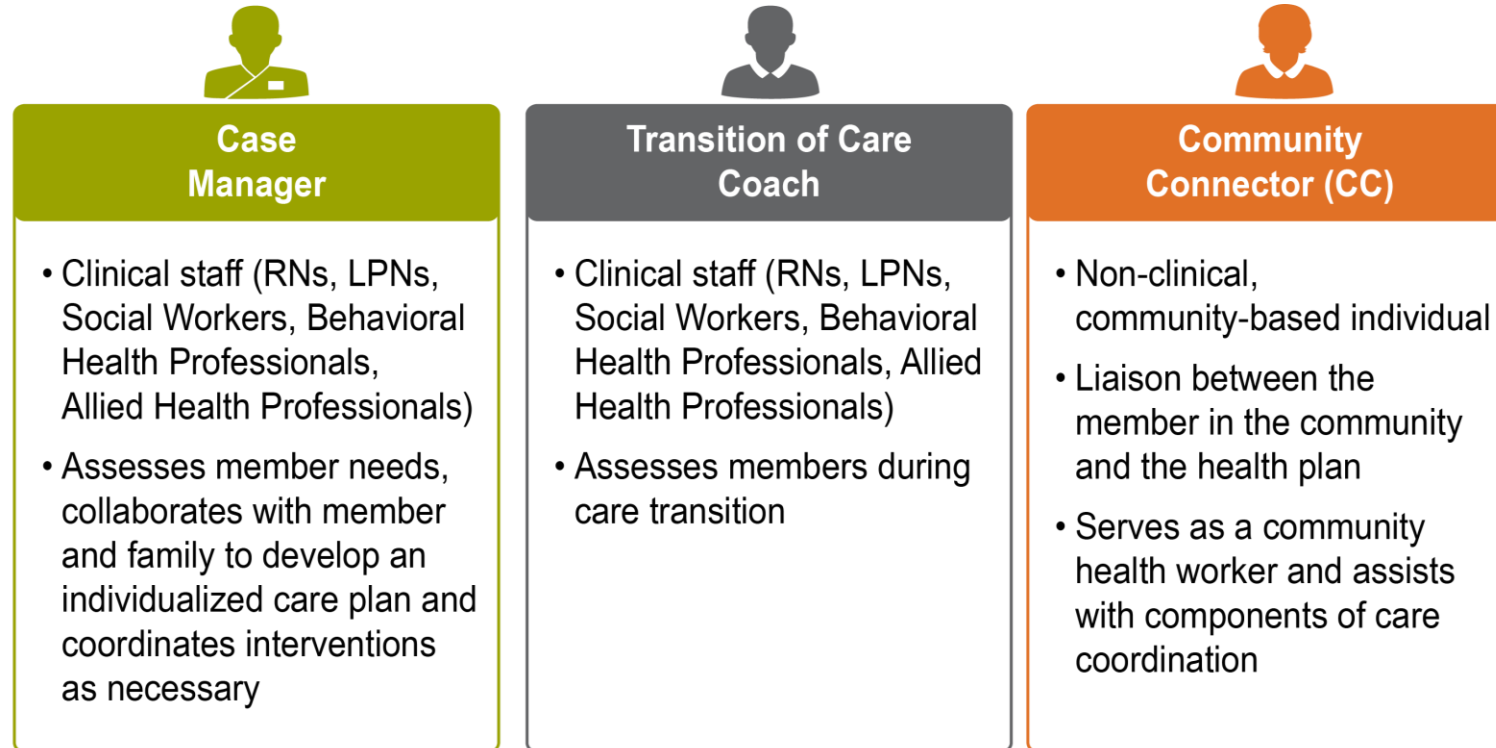 Case
Manager
• Clinical staff (RNs, LPNs,
Social Workers, Behavioral
Health Professionals,
Allied Health Professionals)
• Assesses member needs,
collaborates with member
and family to develop an
individualized care plan and
coordinates interventions
as necessary
Transition of Care
Coach
• Clinical staff (RNs, LPNs,
Social Workers, Behavioral
Health Professionals, Allied
Health Professionals)
• Assesses members during
care transition
Community
Connector (CC)
• Non-clinical,
community-based individual
• Liaison between the
member in the community
and the health plan
• Serves as a community
health worker and assists
with components of care
coordination